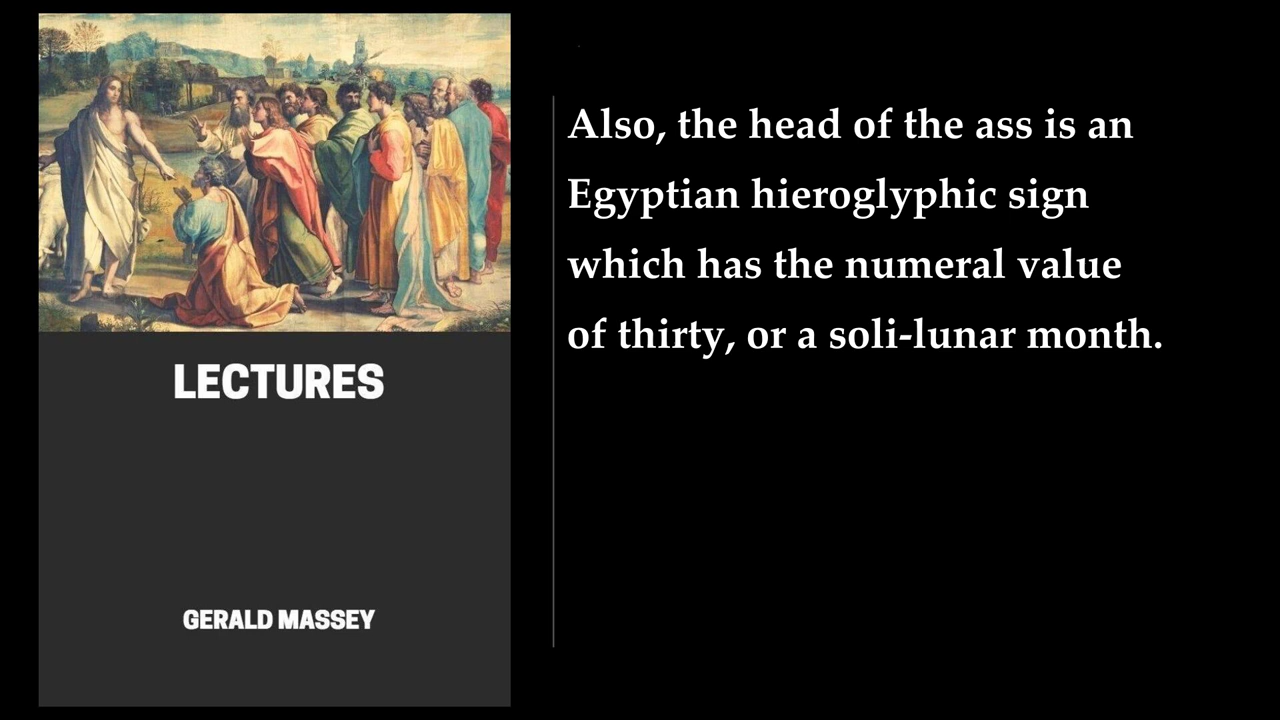 LECTURES
GERALD MASSEY
Also, the head of the ass is an
Egyptian hieroglyphic sign
which has the numeral value
of thirty, or a soli-lunar month.